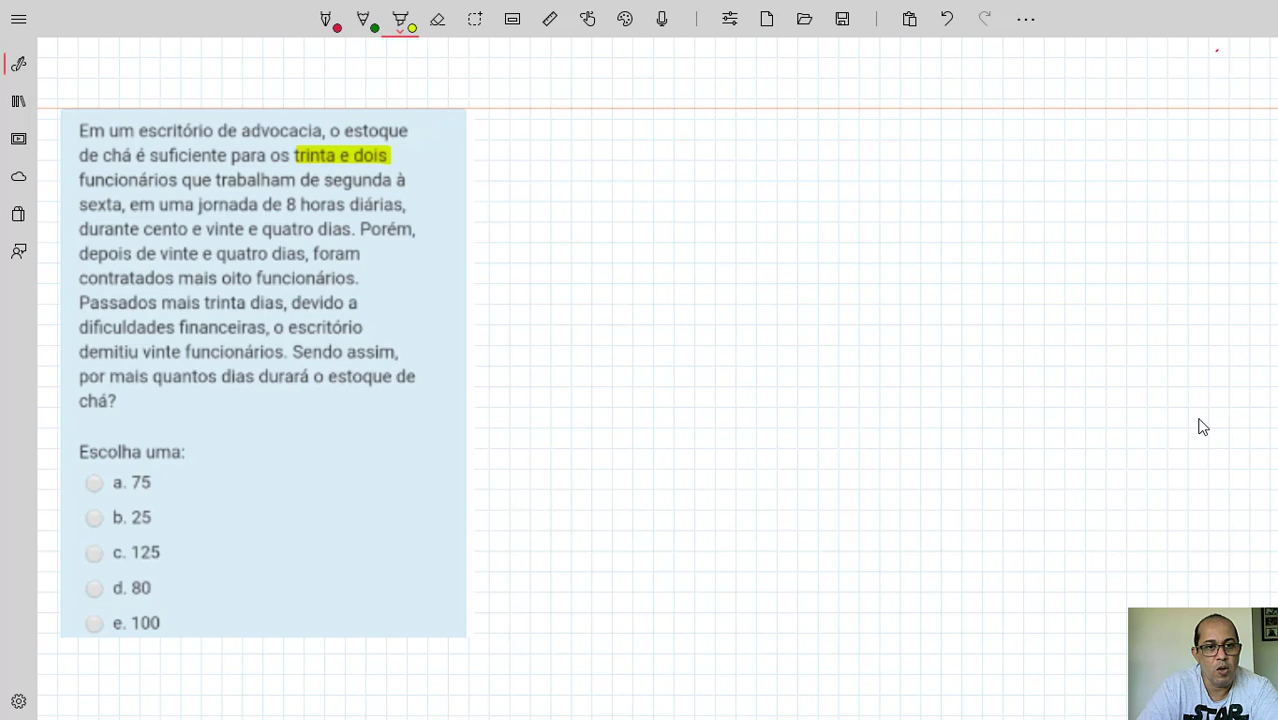 Em um escritório de advocacia, o estoque
de chá é suficiente para os trinta e dois
funcionários que trabalham de segunda à
sexta, em uma jornada de 8 horas diárias,
durante cento e vinte e quatro dias. Porém,
depois de vinte e quatro dias, foram
contratados mais oito funcionários.
Passados mais trinta dias, devido a
dificuldades financeiras, o escritório
demitiu vinte funcionários. Sendo assim,
por mais quantos dias durará o estoque de
chá?
Escolha uma:
a. 75
b. 25
c. 125
d. 80
e. 100
STAR